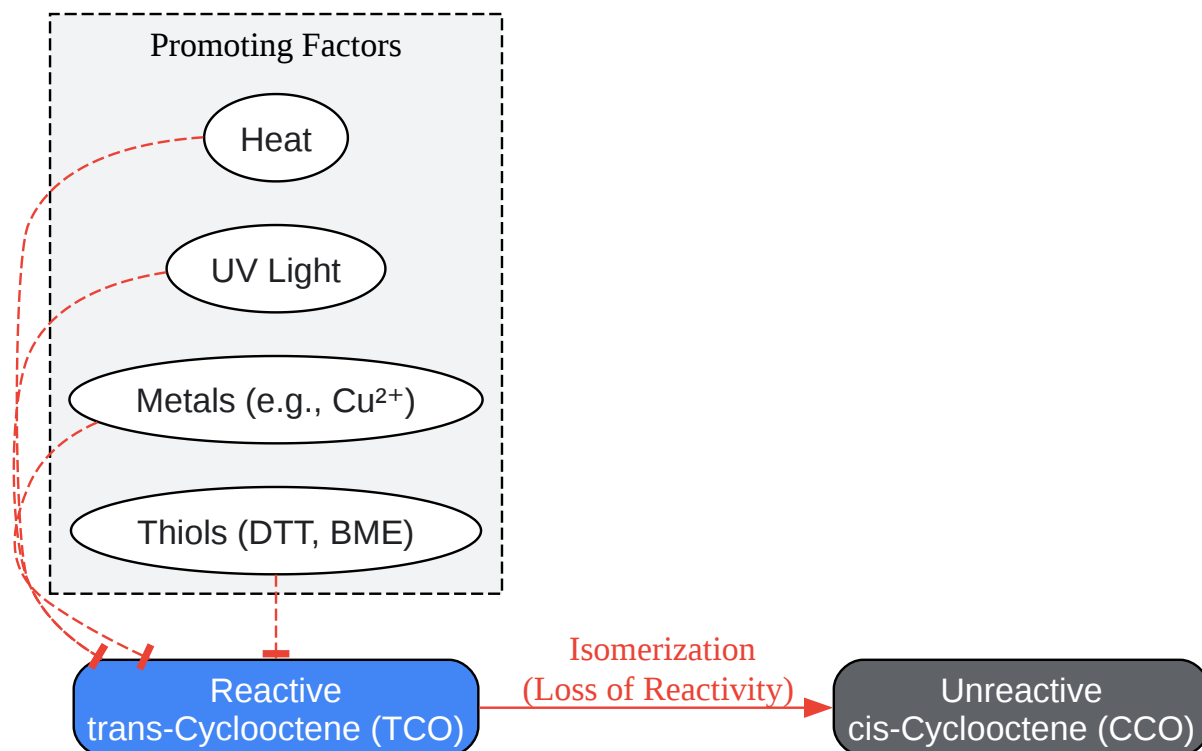 Promoting Factors
Heat
UV Light
Metals (e.g., Cu²⁺)
Thiols (DTT, BME)
Isomerization
(Loss of Reactivity)
Reactive
trans-Cyclooctene (TCO)
Unreactive
cis-Cyclooctene (CCO)